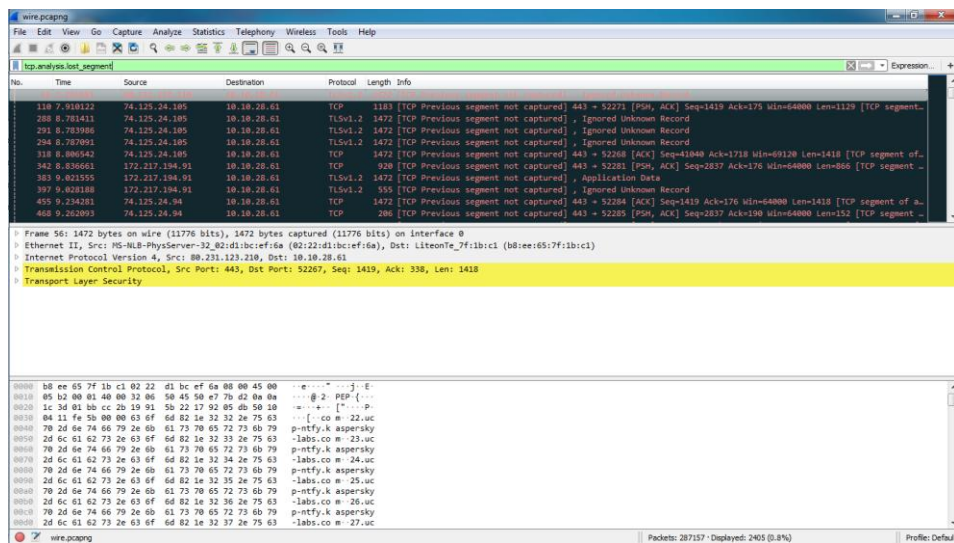 wire.pcapng
File Edit View Go Capture Analyze Statistics Telephony Wireless Tools Help
tcp.analysis.lost_segment Expression... +
No. Time Source Destination Protocol Length Info
110 7.910122 74.125.24.105 10.10.28.61 TCP 1183 [TCP Previous segment not captured] 443 → 52271 [PSH, ACK] Seq=1419 Ack=175 Win=64000 Len=1129 [TCP segment…
288 8.781411 74.125.24.105 10.10.28.61 TLSv1.2 1472 [TCP Previous segment not captured] , Ignored Unknown Record
291 8.783986 74.125.24.105 10.10.28.61 TLSv1.2 1472 [TCP Previous segment not captured] , Ignored Unknown Record
294 8.787091 74.125.24.105 10.10.28.61 TLSv1.2 1472 [TCP Previous segment not captured] , Ignored Unknown Record
318 8.806542 74.125.24.105 10.10.28.61 TCP 1472 [TCP Previous segment not captured] 443 → 52268 [ACK] Seq=41040 Ack=1718 Win=69120 Len=1418 [TCP segment of…
342 8.836661 172.217.194.91 10.10.28.61 TCP 920 [TCP Previous segment not captured] 443 → 52281 [PSH, ACK] Seq=2837 Ack=176 Win=64000 Len=866 [TCP segment …
383 9.021555 172.217.194.91 10.10.28.61 TLSv1.2 1472 [TCP Previous segment not captured] , Application Data
397 9.028188 172.217.194.91 10.10.28.61 TLSv1.2 555 [TCP Previous segment not captured] , Ignored Unknown Record
455 9.234281 74.125.24.94 10.10.28.61 TCP 1472 [TCP Previous segment not captured] 443 → 52284 [ACK] Seq=1419 Ack=176 Win=64000 Len=1418 [TCP segment of a…
468 9.262093 74.125.24.94 10.10.28.61 TCP 206 [TCP Previous segment not captured] 443 → 52285 [PSH, ACK] Seq=2837 Ack=190 Win=64000 Len=152 [TCP segment …
Frame 56: 1472 bytes on wire (11776 bits), 1472 bytes captured (11776 bits) on interface 0
Ethernet II, Src: MS-NLB-PhysServer-32_02:d1:bc:ef:6a (02:22:d1:bc:ef:6a), Dst: LiteonTe_7f:1b:c1 (b8:ee:65:7f:1b:c1)
Internet Protocol Version 4, Src: 80.231.123.210, Dst: 10.10.28.61
Transmission Control Protocol, Src Port: 443, Dst Port: 52267, Seq: 1419, Ack: 338, Len: 1418
Transport Layer Security
0000 b8 ee 65 7f 1b c1 02 22 d1 bc ef 6a 08 00 45 00 ··e····" ···j··E·
0010 05 b2 00 01 40 00 32 06 50 45 50 e7 7b d2 0a 0a ····@·2· PEP·{···
0020 1c 3d 01 bb cc 2b 19 91 5b 22 17 92 05 db 50 10 ·=···+·· ["····P·
0030 04 11 fe 5b 00 00 63 6f 6d 82 1e 32 32 2e 75 63 ···[··co m··22.uc
0040 70 2d 6e 74 66 79 2e 6b 61 73 70 65 72 73 6b 79 p-ntfy.k aspersky
0050 2d 6c 61 62 73 2e 63 6f 6d 82 1e 32 33 2e 75 63 -labs.co m··23.uc
0060 70 2d 6e 74 66 79 2e 6b 61 73 70 65 72 73 6b 79 p-ntfy.k aspersky
0070 2d 6c 61 62 73 2e 63 6f 6d 82 1e 32 34 2e 75 63 -labs.co m··24.uc
0080 70 2d 6e 74 66 79 2e 6b 61 73 70 65 72 73 6b 79 p-ntfy.k aspersky
0090 2d 6c 61 62 73 2e 63 6f 6d 82 1e 32 35 2e 75 63 -labs.co m··25.uc
00a0 70 2d 6e 74 66 79 2e 6b 61 73 70 65 72 73 6b 79 p-ntfy.k aspersky
00b0 2d 6c 61 62 73 2e 63 6f 6d 82 1e 32 36 2e 75 63 -labs.co m··26.uc
00c0 70 2d 6e 74 66 79 2e 6b 61 73 70 65 72 73 6b 79 p-ntfy.k aspersky
00d0 2d 6c 61 62 73 2e 63 6f 6d 82 1e 32 37 2e 75 63 -labs.co m··27.uc
wire.pcapng Packets: 287157 · Displayed: 2405 (0.8%) Profile: Defaul